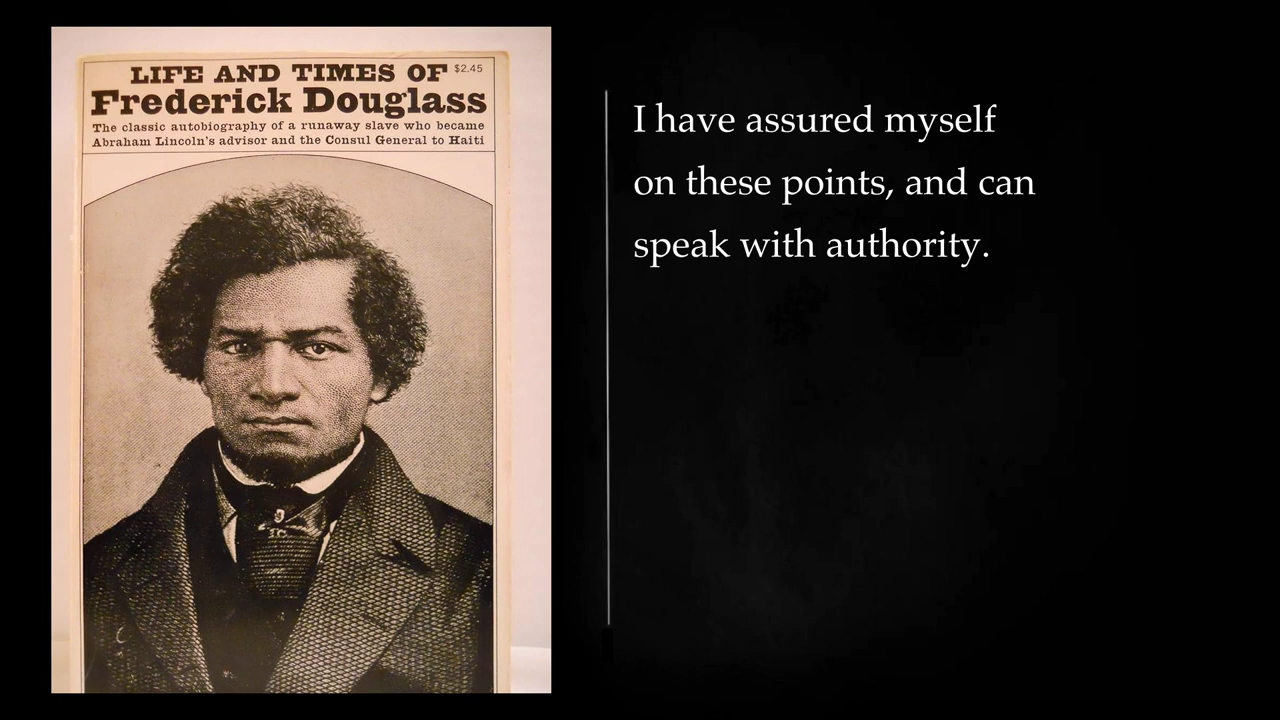 LIFE AND TIMES OF $2.45
Frederick Douglass
The classic autobiography of a runaway slave who became
Abraham Lincoln's advisor and the Consul General to Haiti
I have assured myself
on these points, and can
speak with authority.